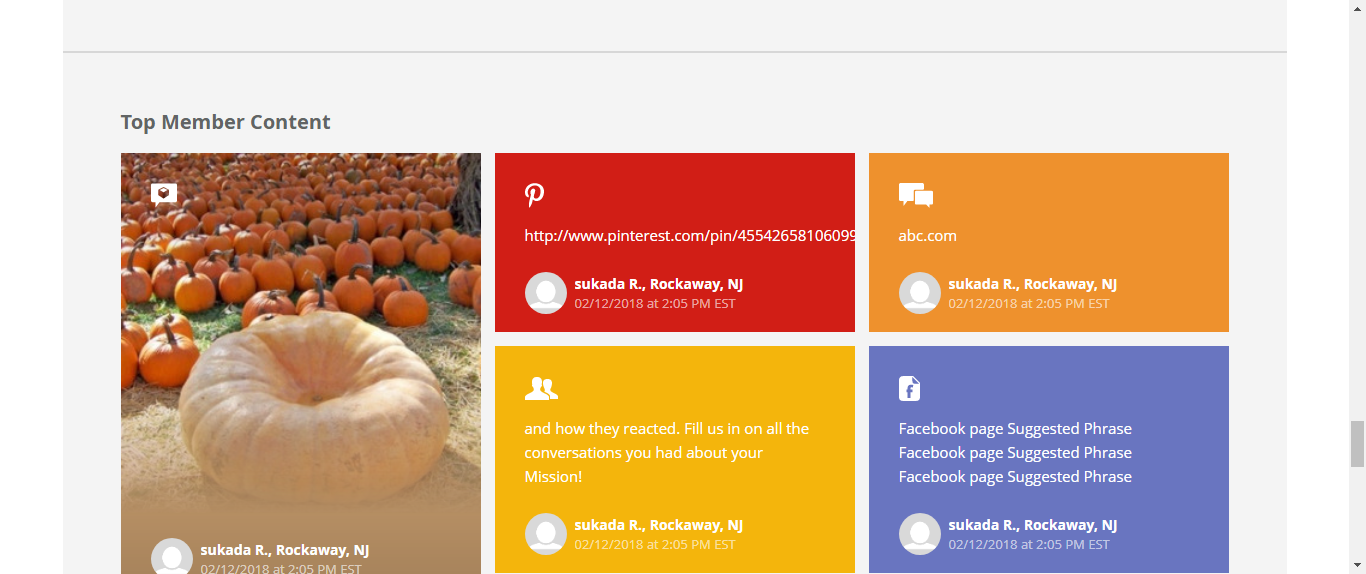 Top Member Content
http://www.pinterest.com/pin/45542658106099
sukada R., Rockaway, NJ
02/12/2018 at 2:05 PM EST
abc.com
sukada R., Rockaway, NJ
02/12/2018 at 2:05 PM EST
and how they reacted. Fill us in on all the
conversations you had about your
Mission!
sukada R., Rockaway, NJ
02/12/2018 at 2:05 PM EST
Facebook page Suggested Phrase
Facebook page Suggested Phrase
Facebook page Suggested Phrase
sukada R., Rockaway, NJ
02/12/2018 at 2:05 PM EST
sukada R., Rockaway, NJ
02/12/2018 at 2:05 PM EST